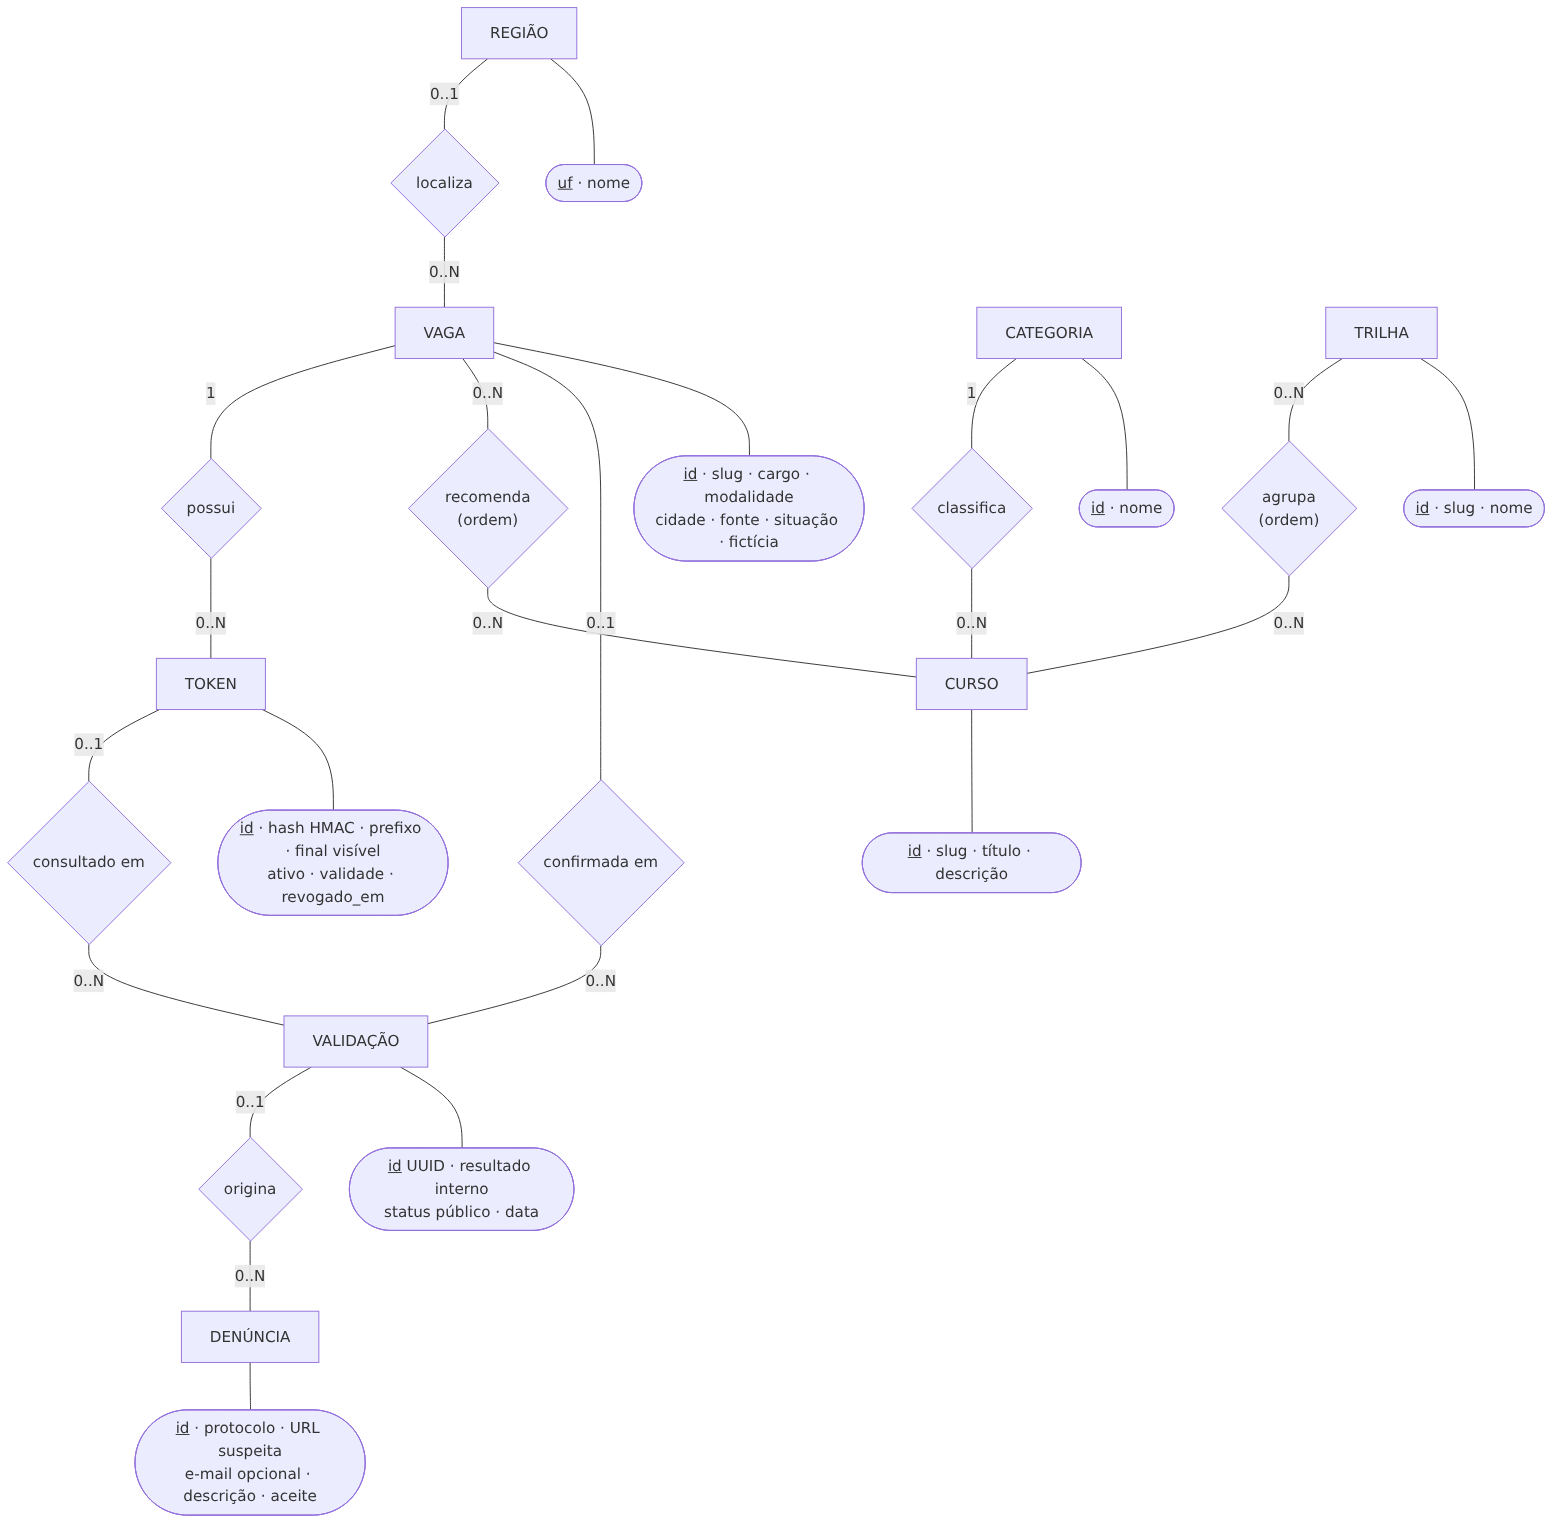 REGIÃO
0..1
localiza
uf · nome
0..N
VAGA
CATEGORIA
TRILHA
1
0..N
1
0..N
possui
recomenda
(ordem)
id · slug · cargo ·
modalidade
cidade · fonte · situação
· fictícia
classifica
id · nome
agrupa
(ordem)
id · slug · nome
0..N
0..N
0..1
0..N
0..N
TOKEN
CURSO
0..1
consultado em
id · hash HMAC · prefixo
· final visível
ativo · validade ·
revogado_em
confirmada em
id · slug · título ·
descrição
0..N
0..N
VALIDAÇÃO
0..1
origina
id UUID · resultado
interno
status público · data
0..N
DENÚNCIA
id · protocolo · URL
suspeita
e-mail opcional ·
descrição · aceite